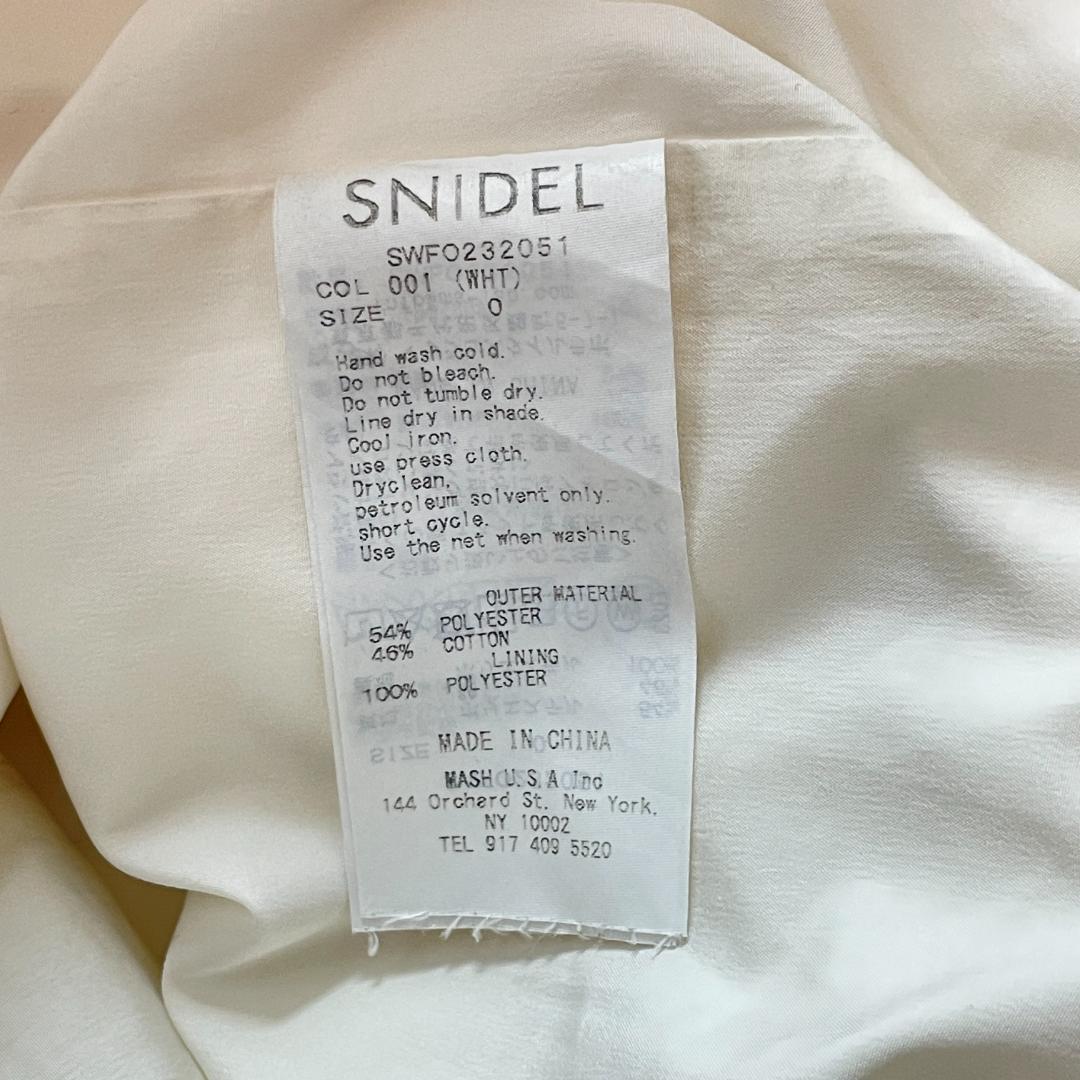 SNIDEL
SWFO232051
COL 001 (WHT)
SIZE 0
Hand wash cold.
Do not bleach.
Do not tumble dry.
Line dry in shade.
Cool iron.
use press cloth.
Dryclean,
petroleum solvent only.
short cycle.
Use the net when washing.
OUTER MATERIAL
54% POLYESTER
46% COTTON
LINING
100% POLYESTER
MADE IN CHINA
MASH U.S.A Inc
144 Orchard St. New York,
NY 10002
TEL 917 409 5520